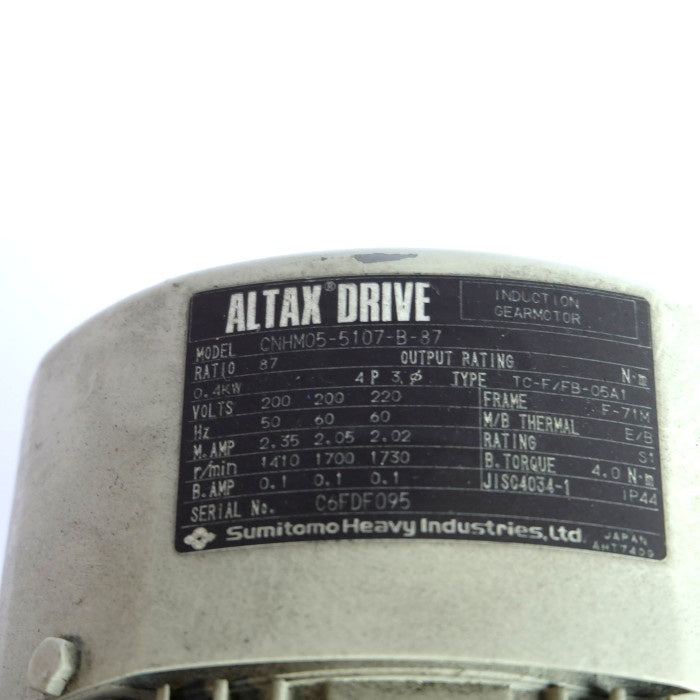 ALTAX® DRIVE
INDUCTION
GEARMOTOR
MODEL CNHM05-5107-B-87
RATIO 87 OUTPUT RATING N·m
0.4KW 4 P 3 ϕ TYPE TC-F/FB-05A1
VOLTS 200 200 220 FRAME F-71M
Hz 50 60 60 M/B THERMAL E/B
M.AMP 2.35 2.05 2.02 RATING S1
r/min 1410 1700 1730 B.TORQUE 4.0 N·m
B.AMP 0.1 0.1 0.1 JISC4034-1 IP44
SERIAL No. C6FDF095
Sumitomo Heavy Industries, Ltd. JAPAN